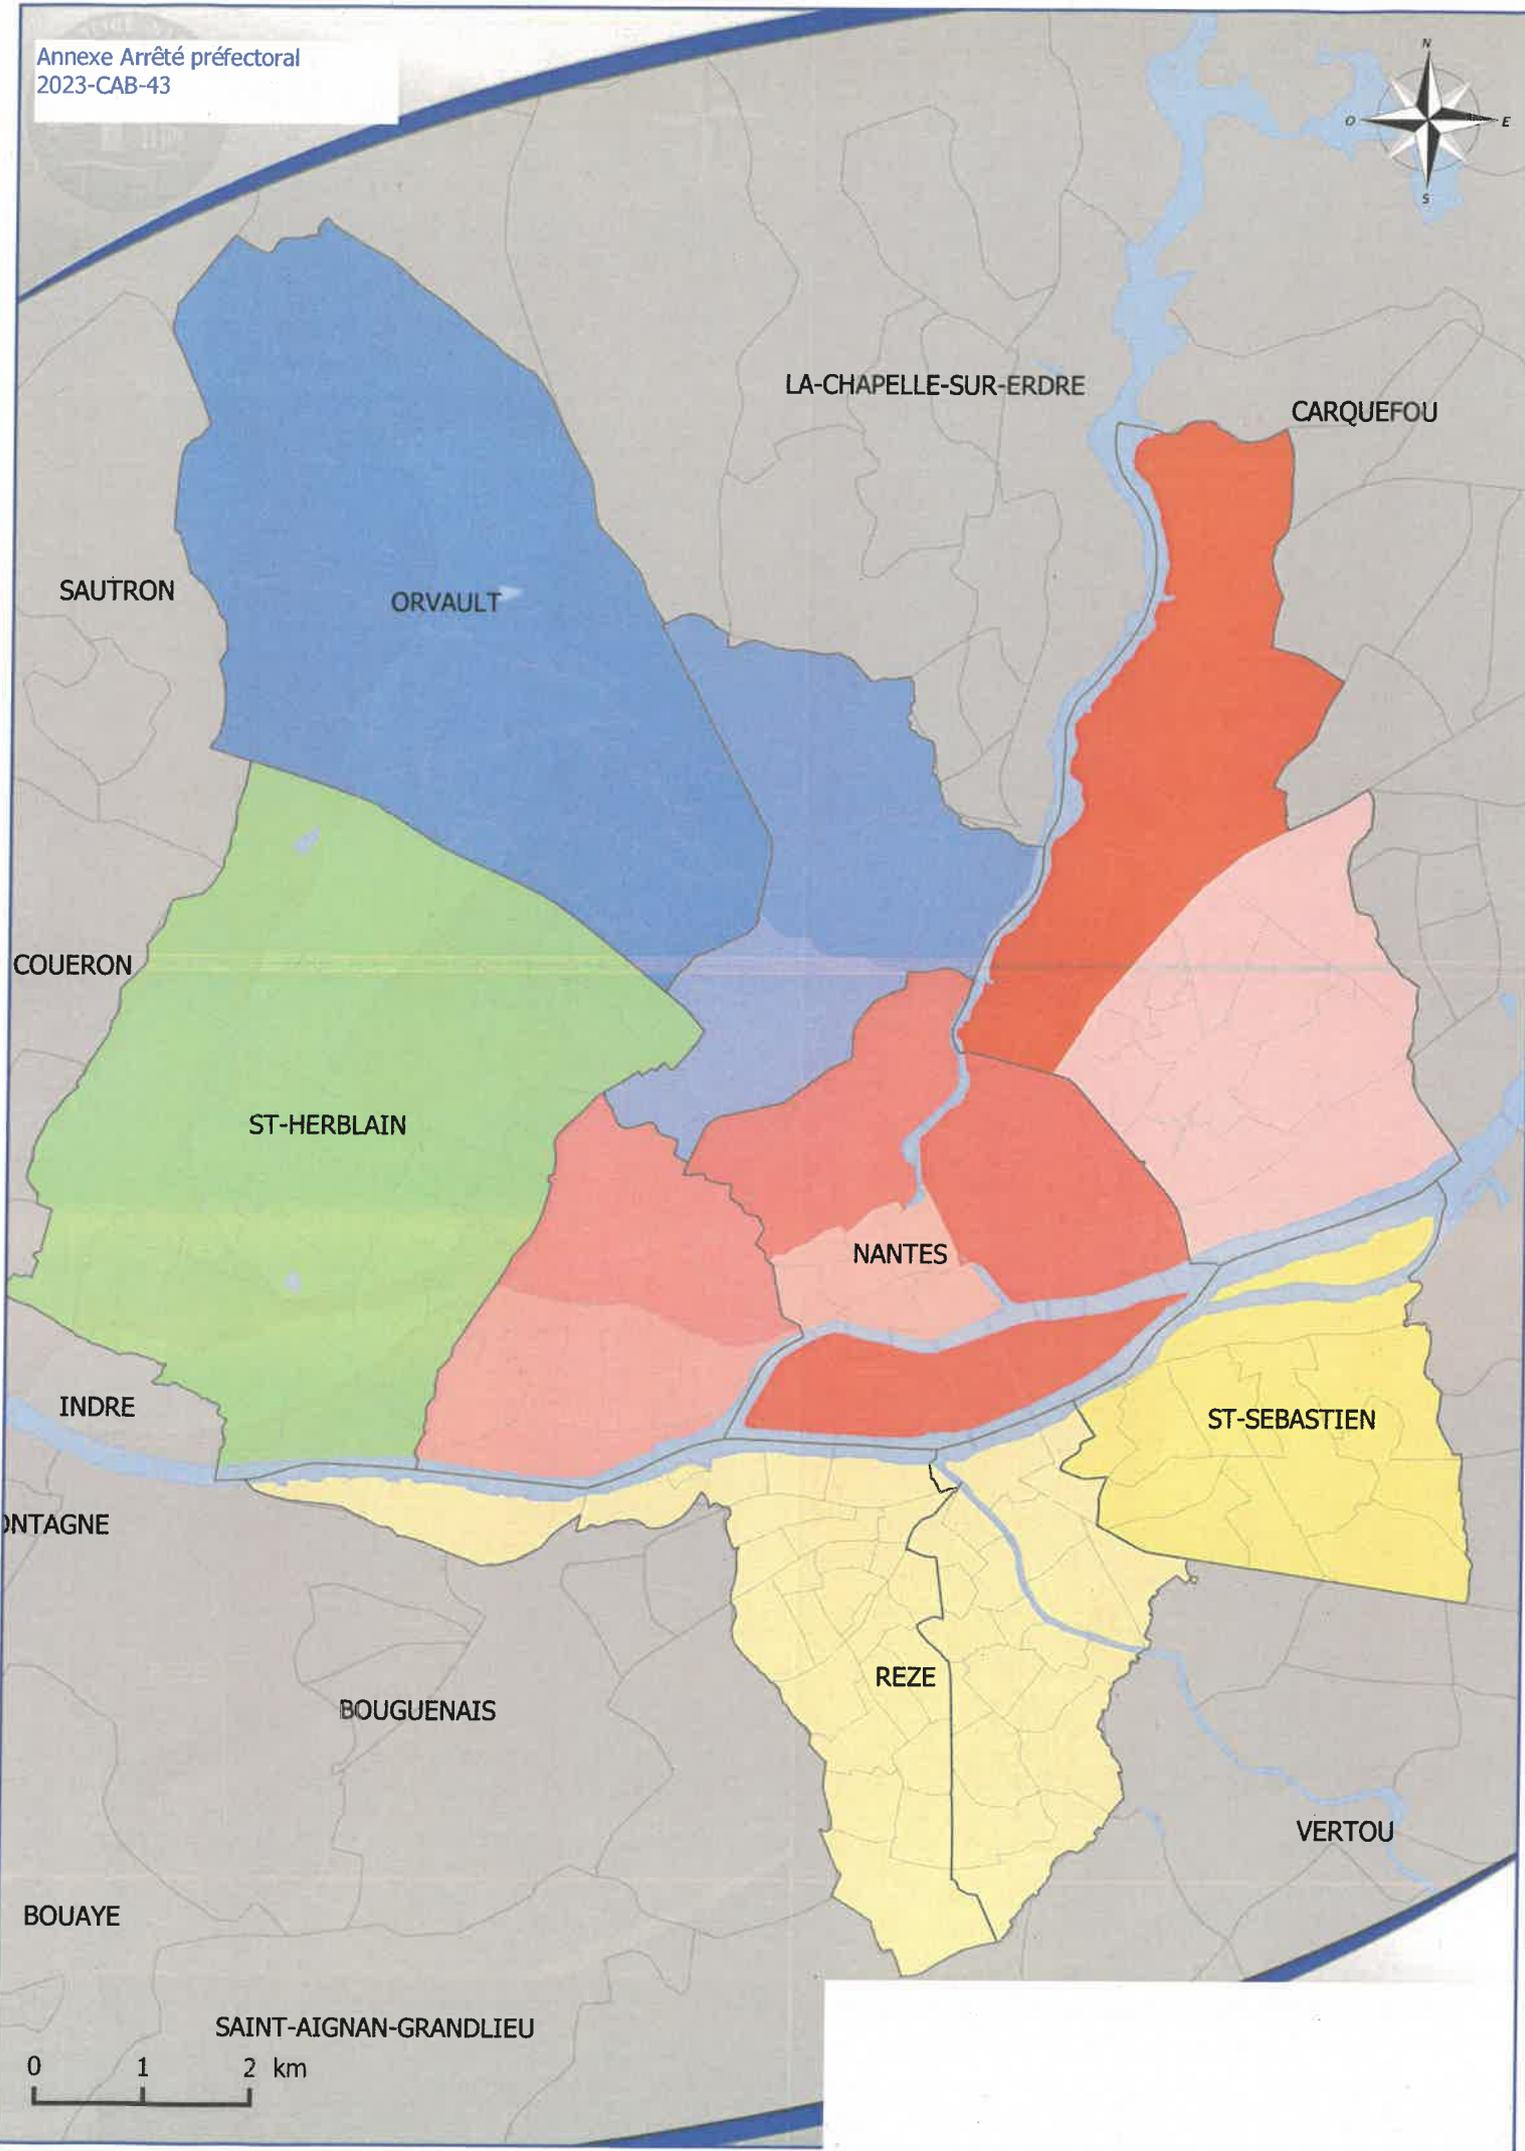 Annexe Arrêté préfectoral
2023-CAB-43
N
O
E
S
LA-CHAPELLE-SUR-ERDRE
CARQUEFOU
SAUTRON
ORVAULT
COUERON
ST-HERBLAIN
NANTES
INDRE
ST-SEBASTIEN
ONTAGNE
REZE
BOUGUENAIS
VERTOU
BOUAYE
SAINT-AIGNAN-GRANDLIEU
0 1 2 km